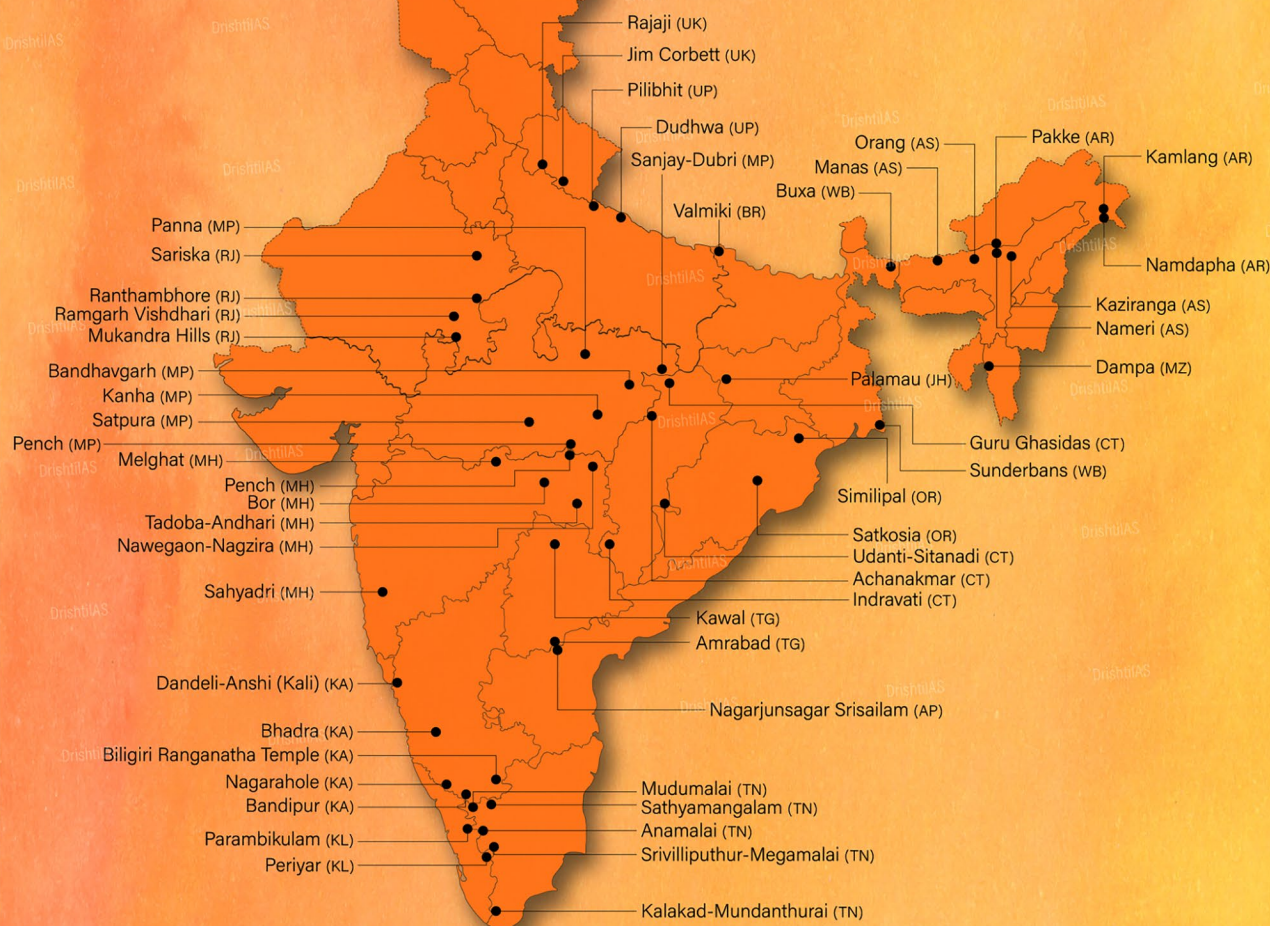 Rajaji (UK)
Jim Corbett (UK)
Pilibhit (UP)
Dudhwa (UP)
Sanjay-Dubri (MP)
Valmiki (BR)
Orang (AS)
Manas (AS)
Buxa (WB)
Pakke (AR)
Kamlang (AR)
Namdapha (AR)
Kaziranga (AS)
Nameri (AS)
Dampa (MZ)
Panna (MP)
Sariska (RJ)
Ranthambhore (RJ)
Ramgarh Vishdhari (RJ)
Mukandra Hills (RJ)
Bandhavgarh (MP)
Kanha (MP)
Satpura (MP)
Pench (MP)
Melghat (MH)
Pench (MH)
Bor (MH)
Tadoba-Andhari (MH)
Nawegaon-Nagzira (MH)
Sahyadri (MH)
Palamau (JH)
Guru Ghasidas (CT)
Sunderbans (WB)
Similipal (OR)
Satkosia (OR)
Udanti-Sitanadi (CT)
Achanakmar (CT)
Indravati (CT)
Kawal (TG)
Amrabad (TG)
Nagarjunsagar Srisailam (AP)
Dandeli-Anshi (Kali) (KA)
Bhadra (KA)
Biligiri Ranganatha Temple (KA)
Nagarahole (KA)
Bandipur (KA)
Parambikulam (KL)
Periyar (KL)
Mudumalai (TN)
Sathyamangalam (TN)
Anamalai (TN)
Srivilliputhur-Megamalai (TN)
Kalakad-Mundanthurai (TN)
DrishtiIAS